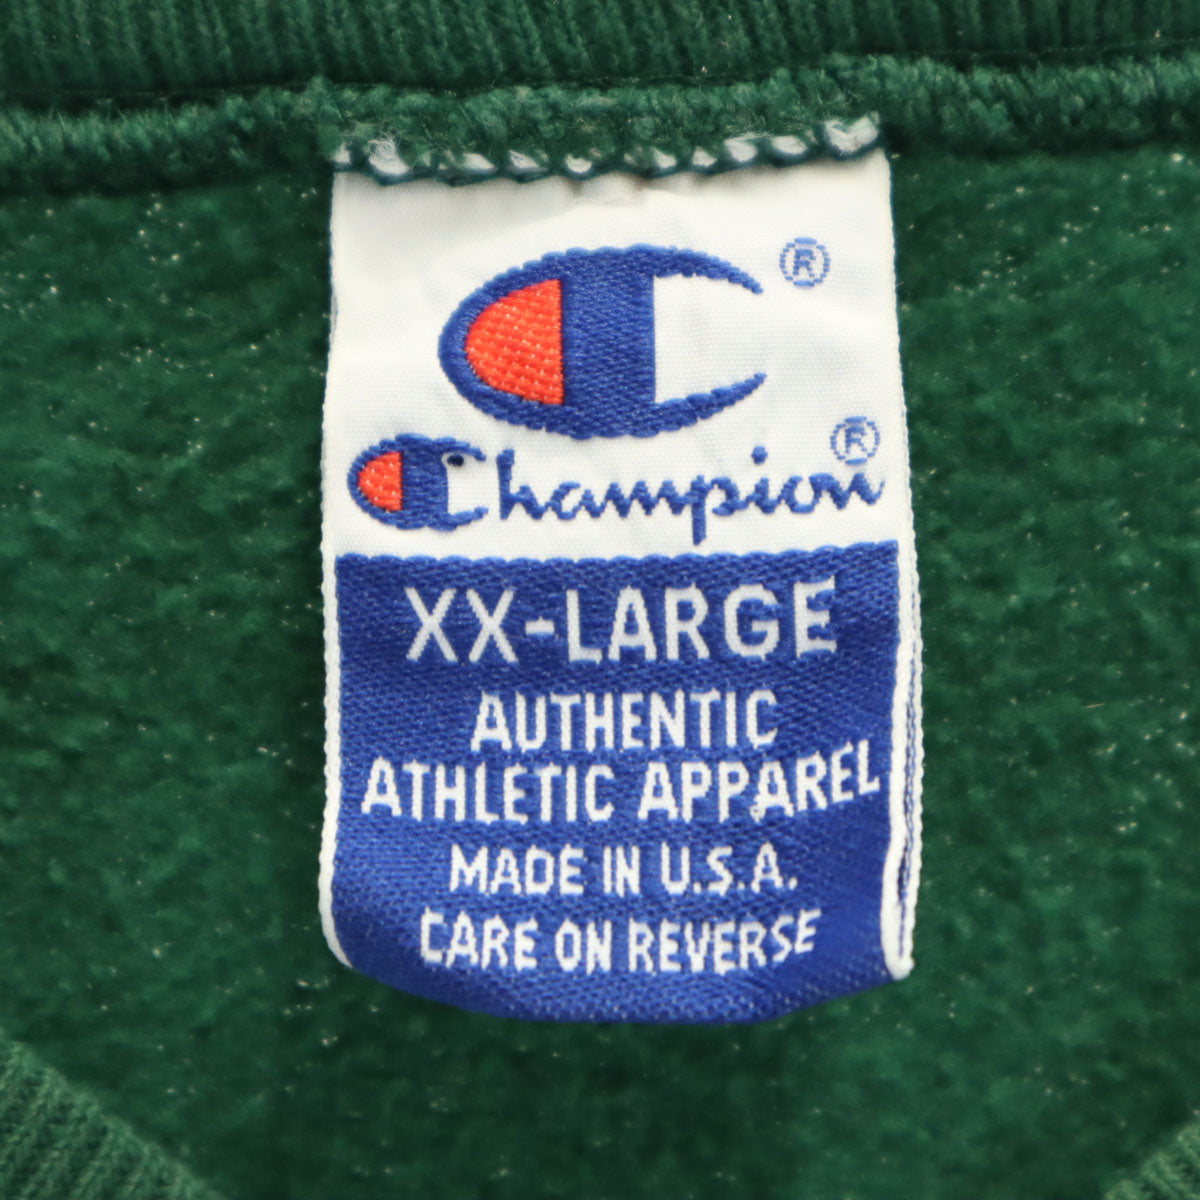 ®
Champion®
XX-LARGE
AUTHENTIC
ATHLETIC APPAREL
MADE IN U.S.A.
CARE ON REVERSE